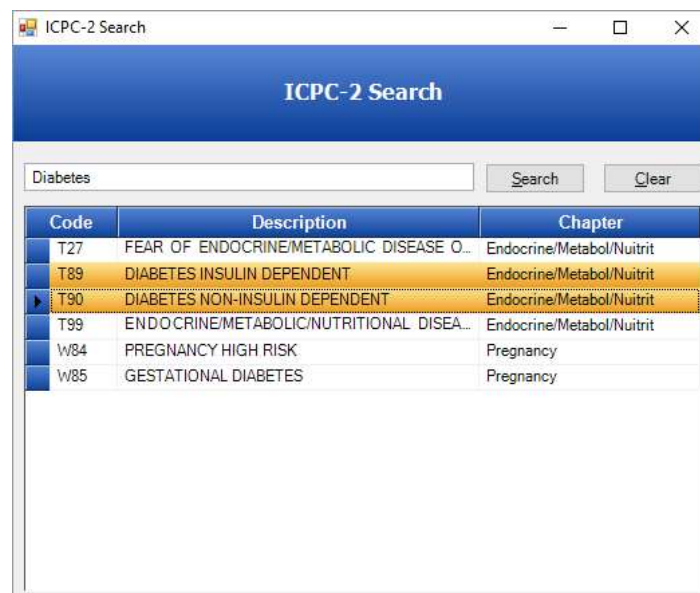 ICPC-2 Search
ICPC-2 Search
Diabetes Search Clear
Code Description Chapter
T27 FEAR OF ENDOCRINE/METABOLIC DISEASE O... Endocrine/Metabol/Nuitrit
T89 DIABETES INSULIN DEPENDENT Endocrine/Metabol/Nuitrit
T90 DIABETES NON-INSULIN DEPENDENT Endocrine/Metabol/Nuitrit
T99 ENDOCRINE/METABOLIC/NUTRITIONAL DISEA... Endocrine/Metabol/Nuitrit
W84 PREGNANCY HIGH RISK Pregnancy
W85 GESTATIONAL DIABETES Pregnancy